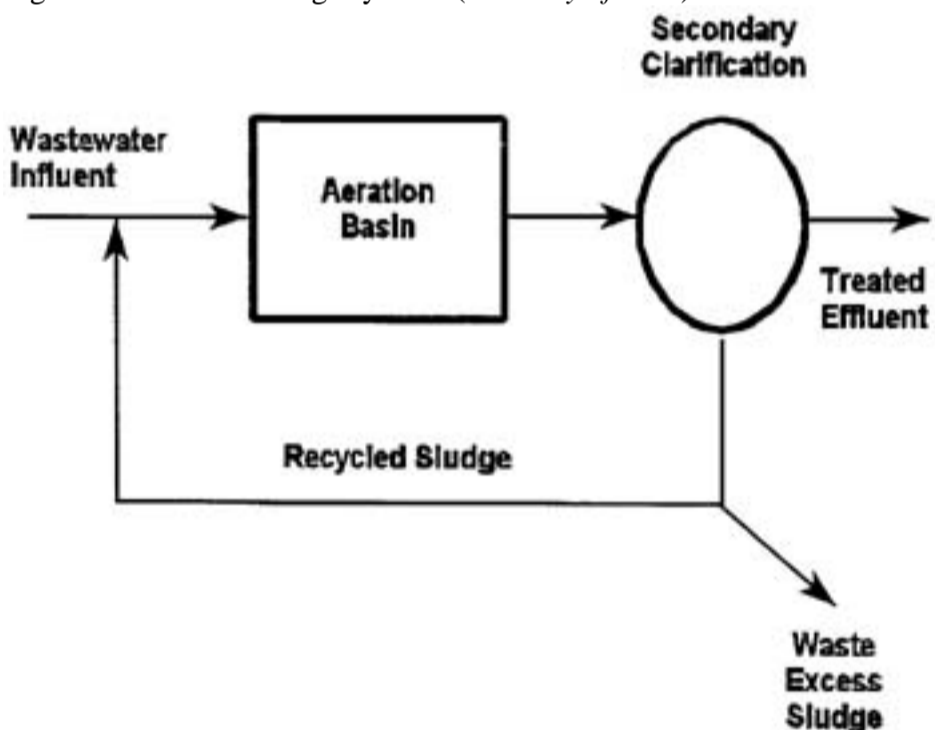 Secondary
Clarification
Wastewater
Influent
Aeration
Basin
Treated
Effluent
Recycled Sludge
Waste
Excess
Sludge